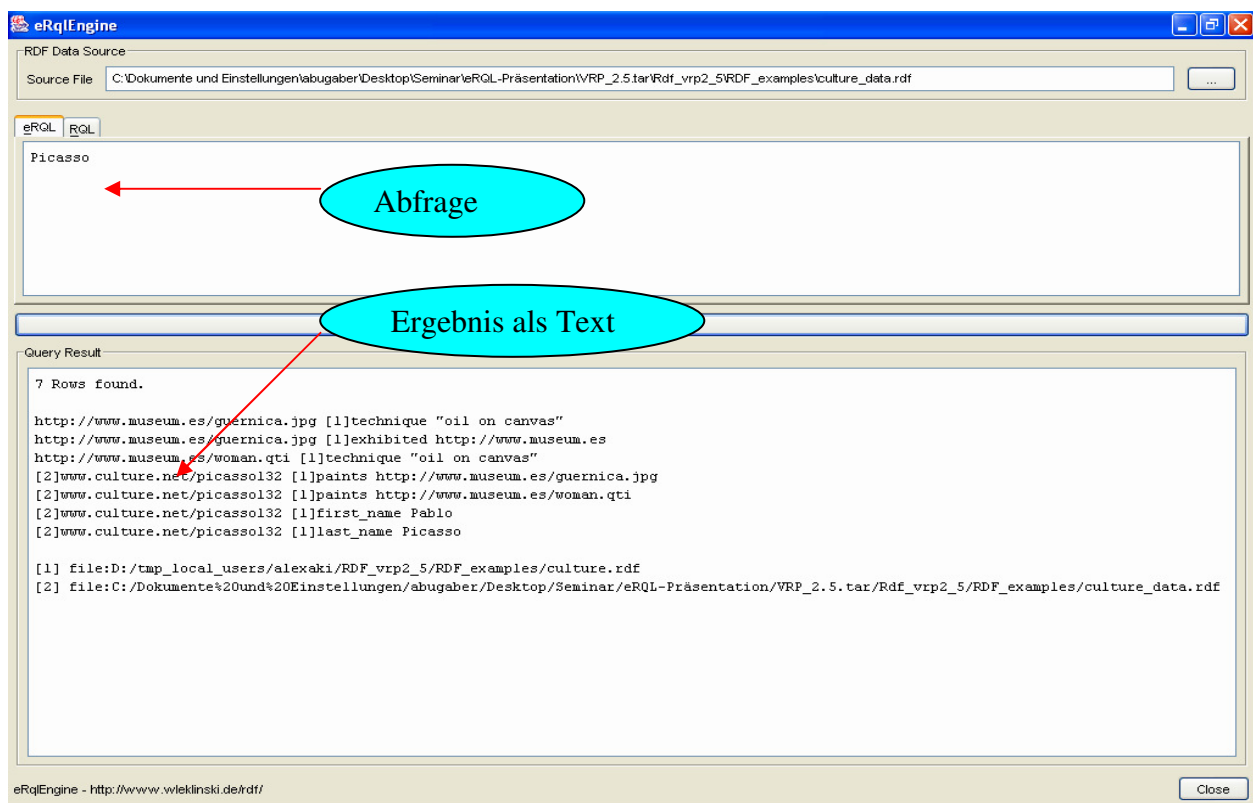 eRqlEngine
RDF Data Source
Source File C:\Dokumente und Einstellungen\abugaber\Desktop\Seminar\eRQL-Präsentation\VRP_2.5.tar\Rdf_vrp2_5\RDF_examples\culture_data.rdf ...
eRQL RQL
Picasso
Abfrage
Ergebnis als Text
Query Result
7 Rows found.
http://www.museum.es/guernica.jpg [1]technique "oil on canvas"
http://www.museum.es/guernica.jpg [1]exhibited http://www.museum.es
http://www.museum.es/woman.qti [1]technique "oil on canvas"
[2]www.culture.net/picasso132 [1]paints http://www.museum.es/guernica.jpg
[2]www.culture.net/picasso132 [1]paints http://www.museum.es/woman.qti
[2]www.culture.net/picasso132 [1]first_name Pablo
[2]www.culture.net/picasso132 [1]last_name Picasso
[1] file:D:/tmp_local_users/alexaki/RDF_vrp2_5/RDF_examples/culture.rdf
[2] file:C:/Dokumente%20und%20Einstellungen/abugaber/Desktop/Seminar/eRQL-Präsentation/VRP_2.5.tar/Rdf_vrp2_5/RDF_examples/culture_data.rdf
eRqlEngine - http://www.wleklinski.de/rdf/ Close